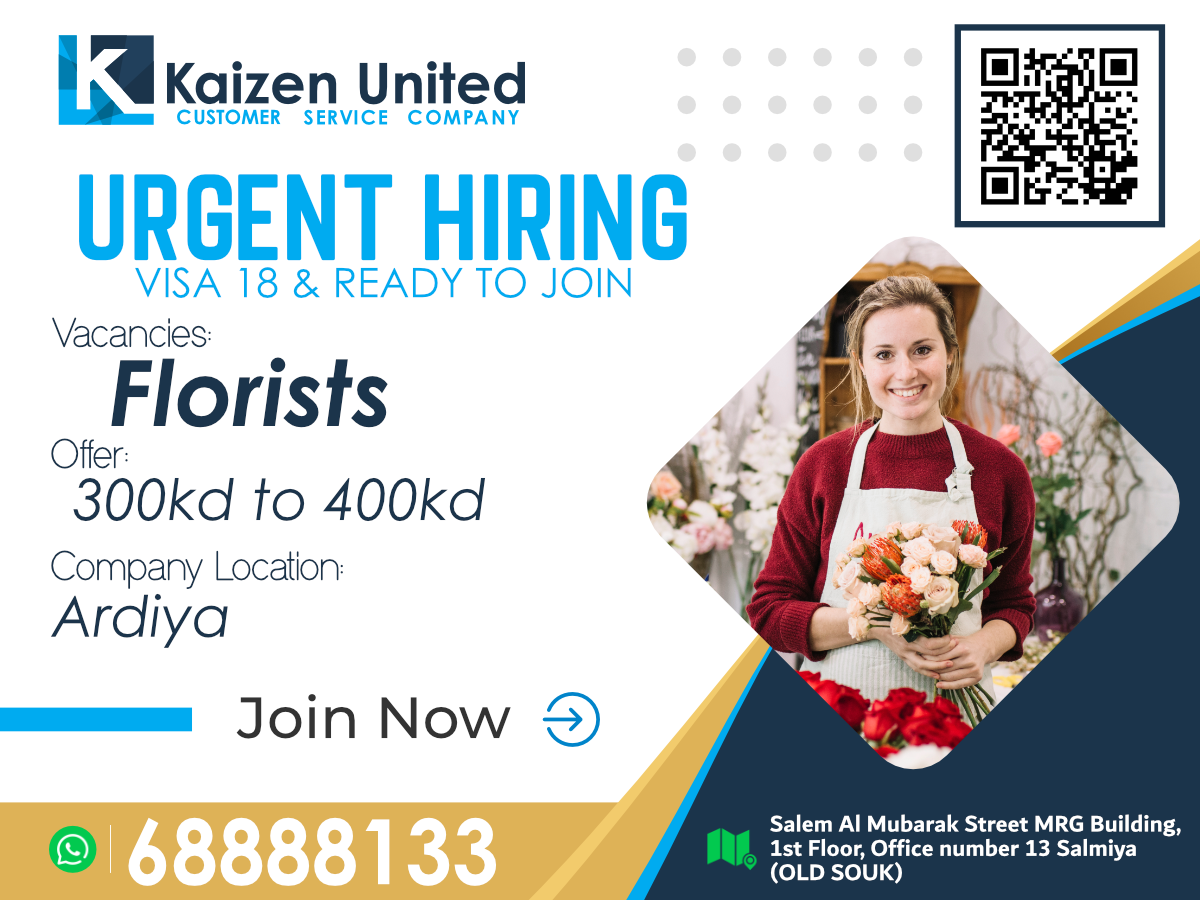 Kaizen United
CUSTOMER SERVICE COMPANY
URGENT HIRING
VISA 18 & READY TO JOIN
Vacancies:
Florists
Offer:
300kd to 400kd
Company Location:
Ardiya
Join Now
68888133
Salem Al Mubarak Street MRG Building,
1st Floor, Office number 13 Salmiya
(OLD SOUK)